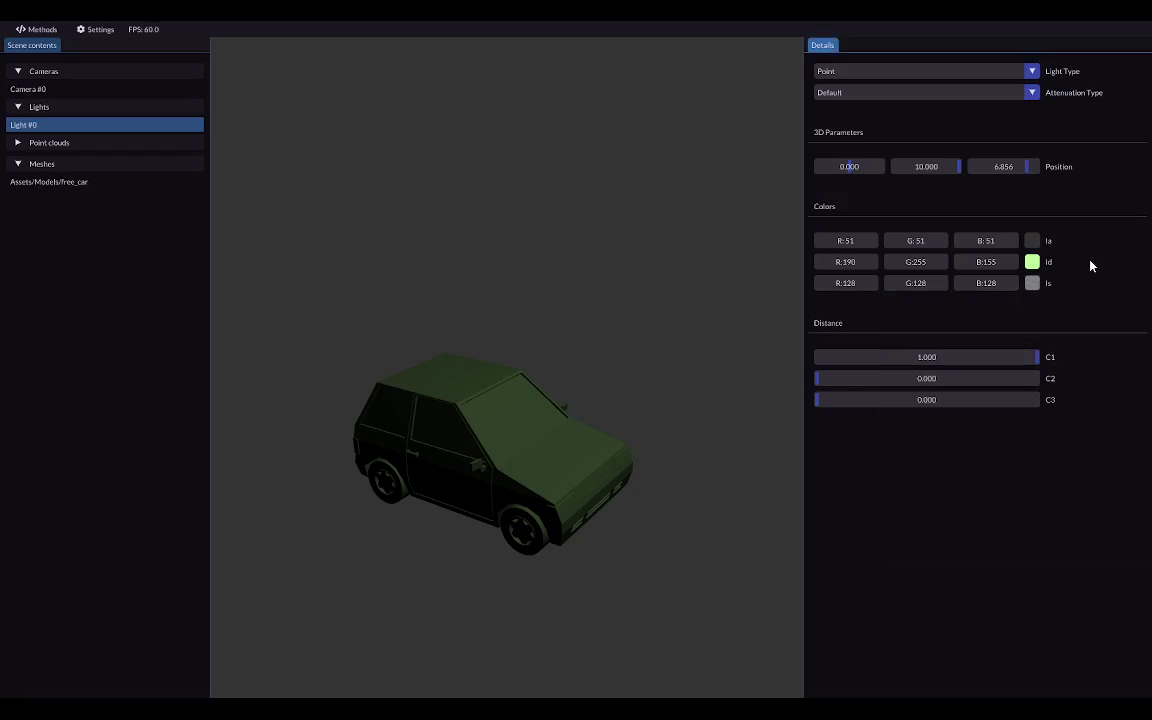 Methods Settings FPS: 60.0
Scene contents
Cameras
Camera #0
Lights
Light #0
Point clouds
Meshes
Assets/Models/free_car
Details
Point Light Type
Default Attenuation Type
3D Parameters
0.000 10.000 6.856 Position
Colors
R: 51 G: 51 B: 51 Ia
R:190 G:255 B:155 Id
R:128 G:128 B:128 Is
Distance
1.000 C1
0.000 C2
0.000 C3